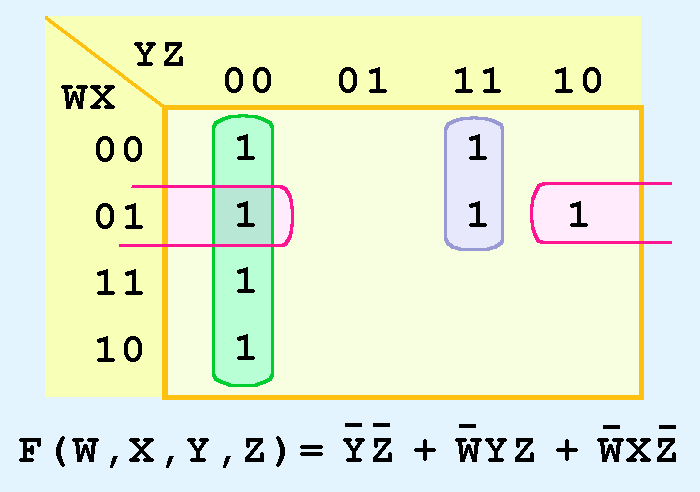 YZ
WX
00 01 11 10
00 1 1
01 1 1 1
11 1
10 1
F(W,X,Y,Z)= Y̅Z̅ + W̅YZ + W̅XZ̅